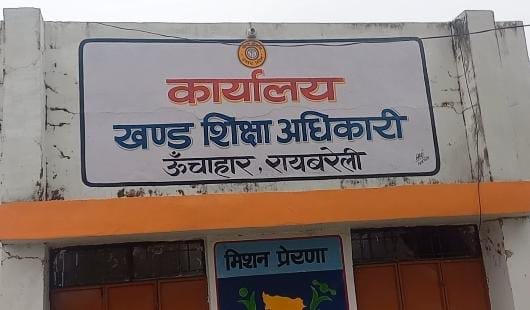 कार्यालय
खण्ड शिक्षा अधिकारी
ऊँचाहार, रायबरेली
मिशन प्रेरणा